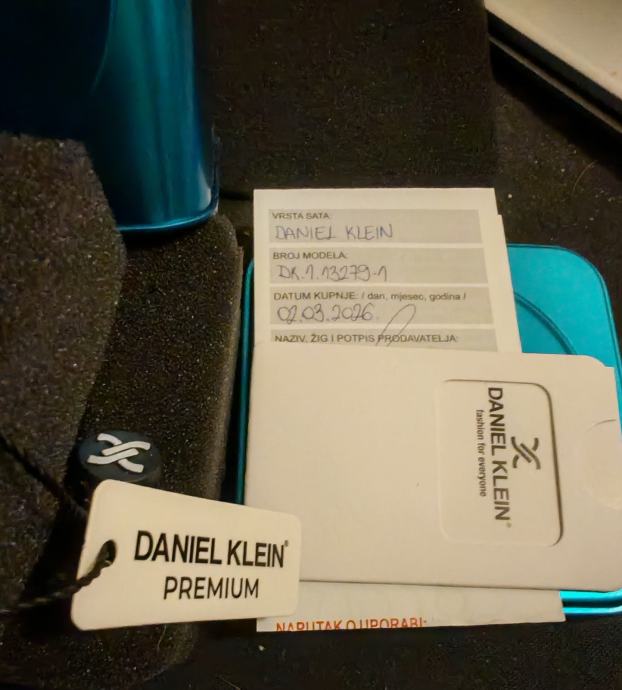 VRSTA SATA:
DANIEL KLEIN
BROJ MODELA:
DK.1.13279-1
DATUM KUPNJE: / dan, mjesec, godina /
02.03.2026.
NAZIV, ŽIG I POTPIS PRODAVATELJA:
DANIEL KLEIN®
fashion for everyone
DANIEL KLEIN®
PREMIUM
NAPUTAK O UPORABI: